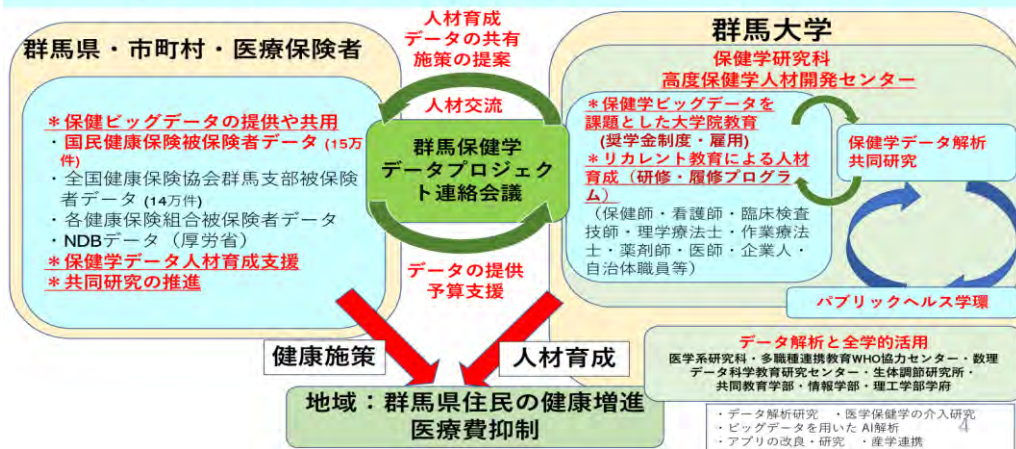 群馬県・市町村・医療保険者
＊保健ビッグデータの提供や共用
・国民健康保険被保険者データ (15万
件)
・全国健康保険協会群馬支部被保険
者データ (14万件)
・各健康保険組合被保険者データ
・NDBデータ（厚労省）
＊保健学データ人材育成支援
＊共同研究の推進
人材育成
データの共有
施策の提案
人材交流
群馬保健学
データプロジェク
ト連絡会議
データの提供
予算支援
群馬大学
保健学研究科
高度保健学人材開発センター
＊保健学ビッグデータを
課題とした大学院教育
(奨学金制度・雇用)
＊リカレント教育による人材
育成（研修・履修プログラ
ム）
（保健師・看護師・臨床検査
技師・理学療法士・作業療法
士・薬剤師・医師・企業人・
自治体職員等）
保健学データ解析
共同研究
パブリックヘルス学環
データ解析と全学的活用
医学系研究科・多職種連携教育WHO協力センター・数理
データ科学教育研究センター・生体調節研究所・
共同教育学部・情報学部・理工学部学府
・データ解析研究　・医学保健学の介入研究
・ビッグデータを用いた AI解析
・アプリの改良・研究　・産学連携
4
健康施策
人材育成
地域：群馬県住民の健康増進
医療費抑制